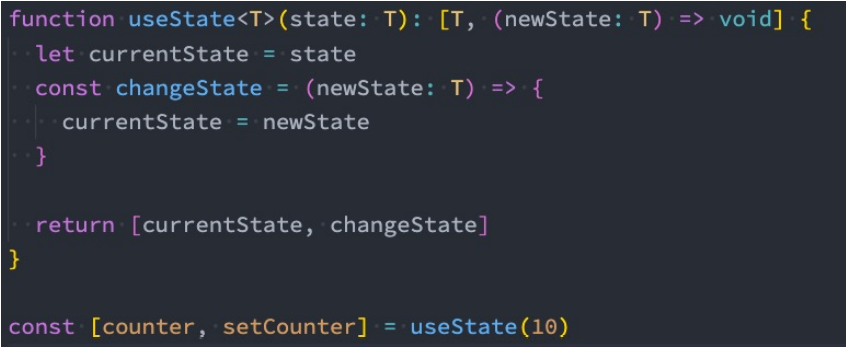 function useState<T>(state: T): [T, (newState: T) => void] {
  let currentState = state
  const changeState = (newState: T) => {
    currentState = newState
  }
  return [currentState, changeState]
}
const [counter, setCounter] = useState(10)